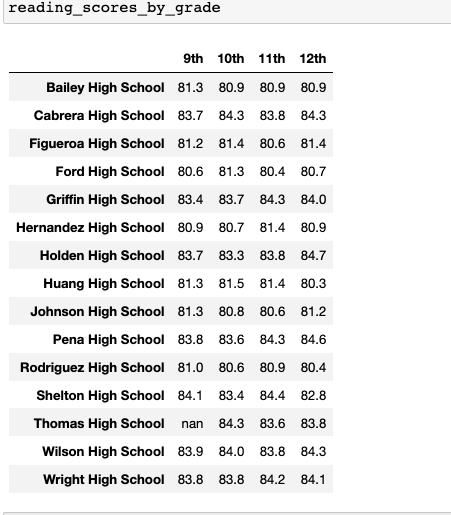 reading_scores_by_grade
9th 10th 11th 12th
Bailey High School 81.3 80.9 80.9 80.9
Cabrera High School 83.7 84.3 83.8 84.3
Figueroa High School 81.2 81.4 80.6 81.4
Ford High School 80.6 81.3 80.4 80.7
Griffin High School 83.4 83.7 84.3 84.0
Hernandez High School 80.9 80.7 81.4 80.9
Holden High School 83.7 83.3 83.8 84.7
Huang High School 81.3 81.5 81.4 80.3
Johnson High School 81.3 80.8 80.6 81.2
Pena High School 83.8 83.6 84.3 84.6
Rodriguez High School 81.0 80.6 80.9 80.4
Shelton High School 84.1 83.4 84.4 82.8
Thomas High School nan 84.3 83.6 83.8
Wilson High School 83.9 84.0 83.8 84.3
Wright High School 83.8 83.8 84.2 84.1